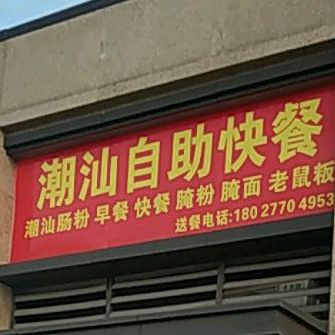 潮汕自助快餐
潮汕肠粉 早餐 快餐 腌粉 腌面 老鼠粄
送餐电话:180 2770 4953